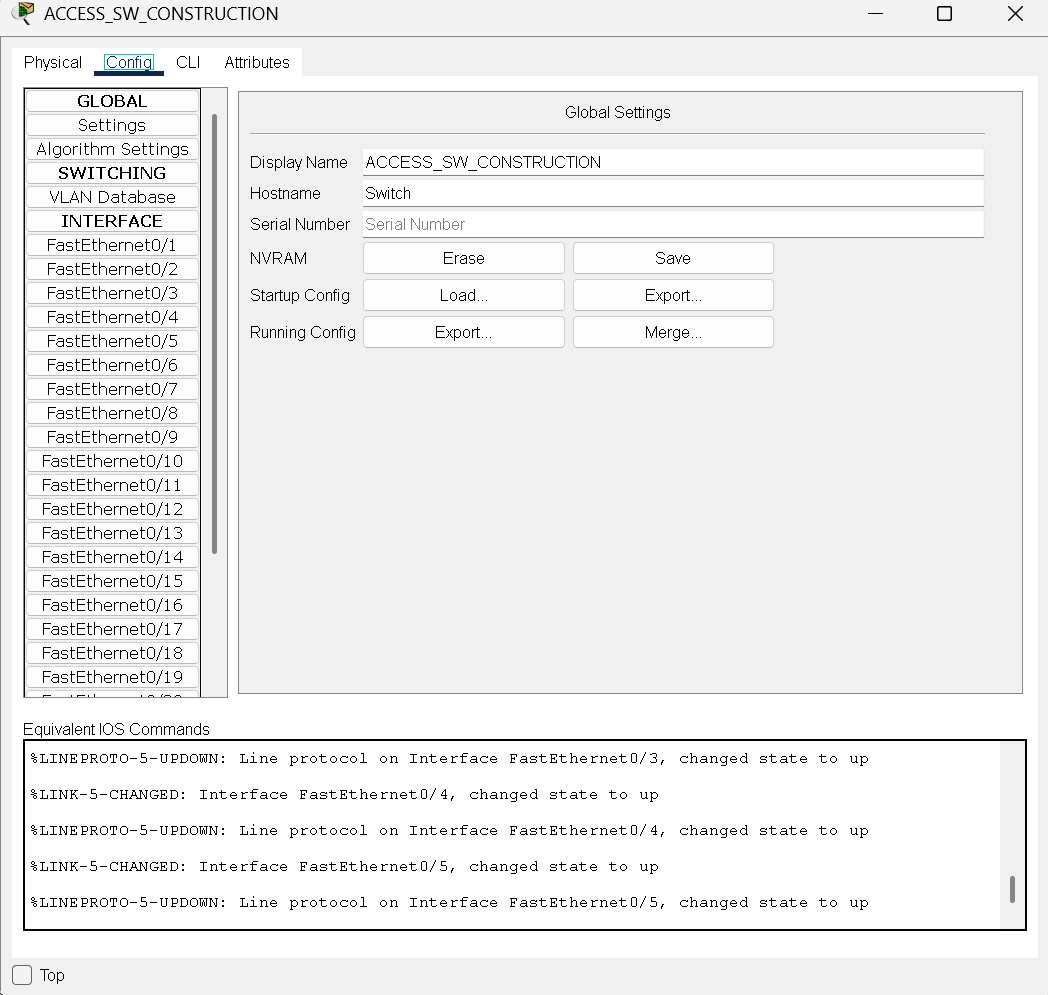 ACCESS_SW_CONSTRUCTION
Physical Config CLI Attributes
GLOBAL
Settings
Algorithm Settings
SWITCHING
VLAN Database
INTERFACE
FastEthernet0/1
FastEthernet0/2
FastEthernet0/3
FastEthernet0/4
FastEthernet0/5
FastEthernet0/6
FastEthernet0/7
FastEthernet0/8
FastEthernet0/9
FastEthernet0/10
FastEthernet0/11
FastEthernet0/12
FastEthernet0/13
FastEthernet0/14
FastEthernet0/15
FastEthernet0/16
FastEthernet0/17
FastEthernet0/18
FastEthernet0/19
Global Settings
Display Name ACCESS_SW_CONSTRUCTION
Hostname Switch
Serial Number Serial Number
NVRAM Erase Save
Startup Config Load... Export...
Running Config Export... Merge...
Equivalent IOS Commands
%LINEPROTO-5-UPDOWN: Line protocol on Interface FastEthernet0/3, changed state to up
%LINK-5-CHANGED: Interface FastEthernet0/4, changed state to up
%LINEPROTO-5-UPDOWN: Line protocol on Interface FastEthernet0/4, changed state to up
%LINK-5-CHANGED: Interface FastEthernet0/5, changed state to up
%LINEPROTO-5-UPDOWN: Line protocol on Interface FastEthernet0/5, changed state to up
Top